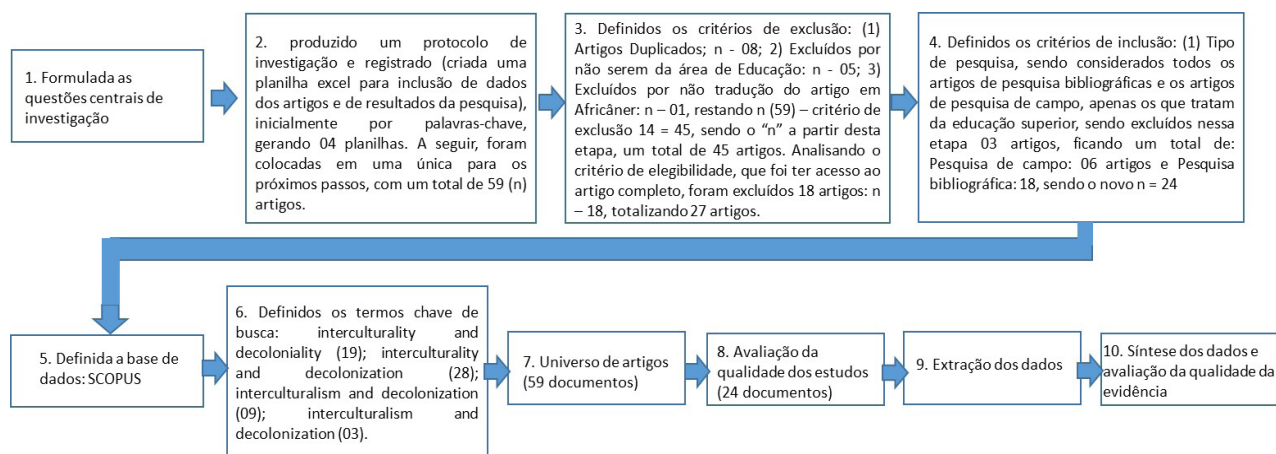 1. Formulada as
questões centrais de
investigação
2. produzido um protocolo de
investigação e registrado (criada uma
planilha excel para inclusão de dados
dos artigos e de resultados da pesquisa),
inicialmente por palavras-chave,
gerando 04 planilhas. A seguir, foram
colocadas em uma única para os
próximos passos, com um total de 59 (n)
artigos.
3. Definidos os critérios de exclusão: (1)
Artigos Duplicados; n - 08; 2) Excluídos por
não serem da área de Educação: n - 05; 3)
Excluídos por não tradução do artigo em
Africâner: n – 01, restando n (59) – critério de
exclusão 14 = 45, sendo o “n” a partir desta
etapa, um total de 45 artigos. Analisando o
critério de elegibilidade, que foi ter acesso ao
artigo completo, foram excluídos 18 artigos: n
– 18, totalizando 27 artigos.
4. Definidos os critérios de inclusão: (1) Tipo
de pesquisa, sendo considerados todos os
artigos de pesquisa bibliográficas e os artigos
de pesquisa de campo, apenas os que tratam
da educação superior, sendo excluídos nessa
etapa 03 artigos, ficando um total de:
Pesquisa de campo: 06 artigos e Pesquisa
bibliográfica: 18, sendo o novo n = 24
5. Definida a base de
dados: SCOPUS
6. Definidos os termos chave de
busca: interculturality and
decoloniality (19); interculturality
and decolonization (28);
interculturalism and decolonization
(09); interculturalism and
decolonization (03).
7. Universo de artigos
(59 documentos)
8. Avaliação da
qualidade dos estudos
(24 documentos)
9. Extração dos dados
10. Síntese dos dados e
avaliação da qualidade da
evidência